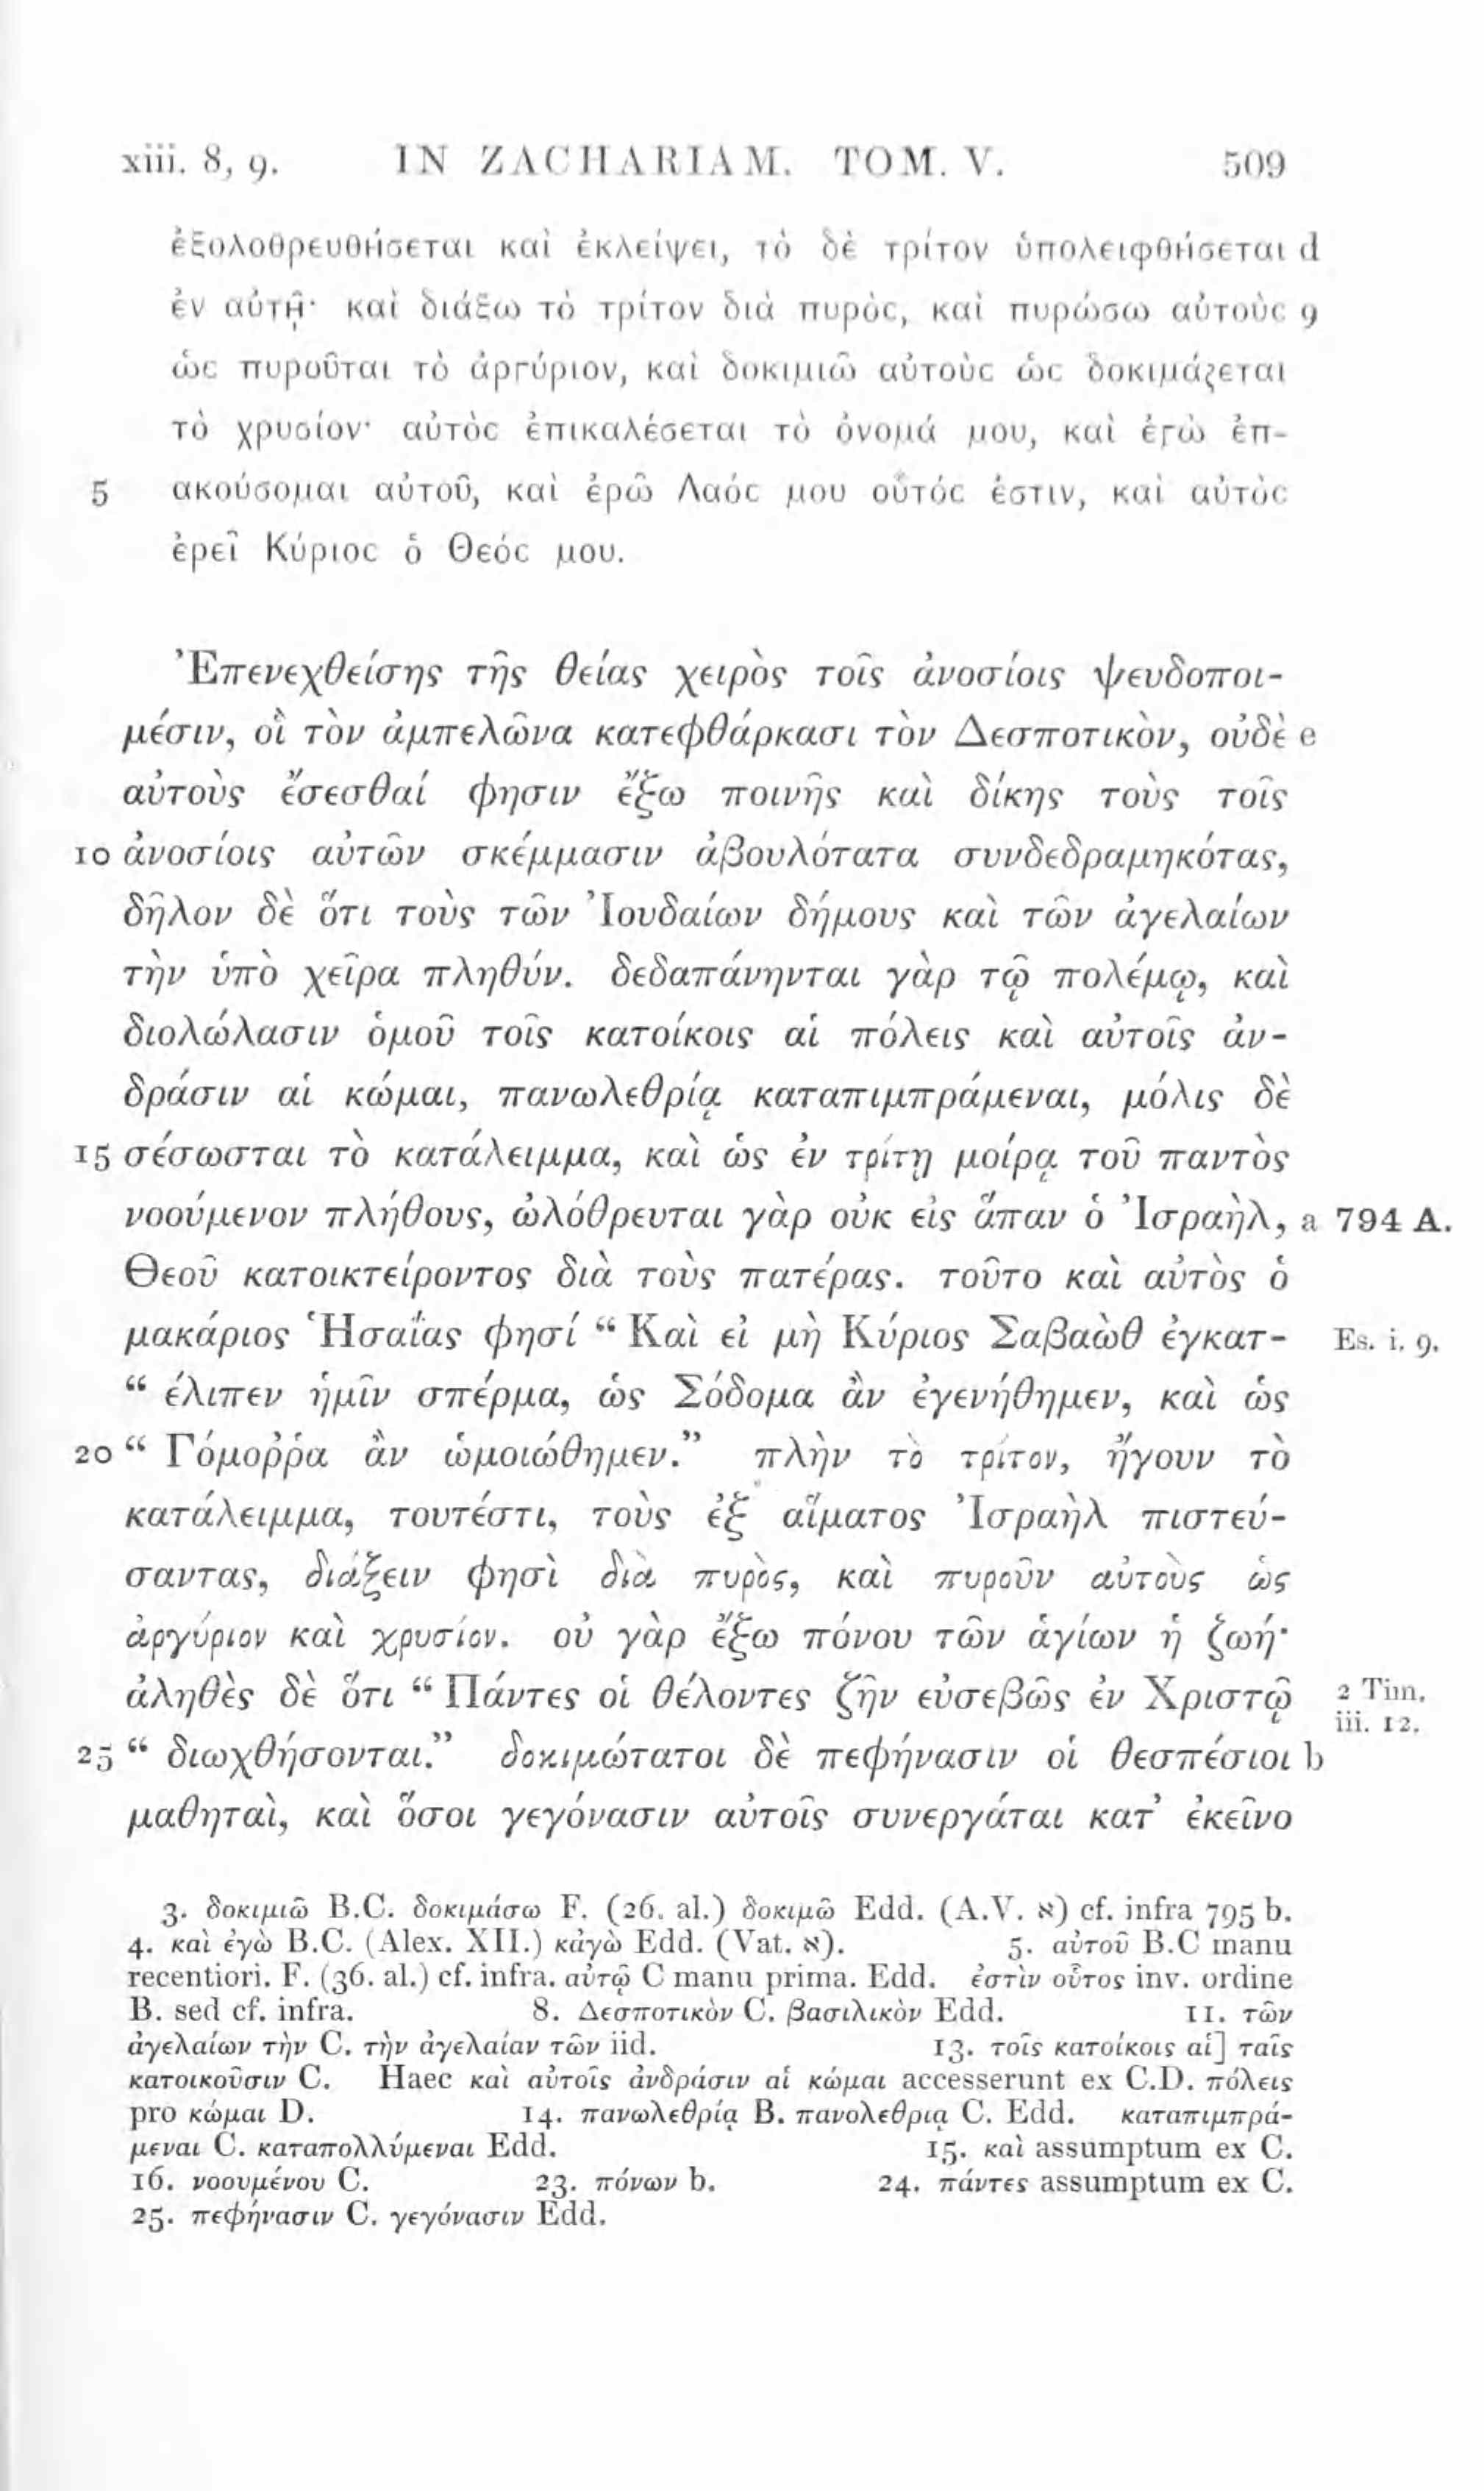 xiii. 8, 9. IN ZACHARIAM. TOM. V. 509
ἐξολοθρευθήσεται καὶ ἐκλείψει, τὸ δὲ τρίτον ὑπολειφθήσεται d
ἐν αὐτῇ· καὶ διάξω τὸ τρίτον διὰ πυρὸς, καὶ πυρώσω αὐτοὺς 9
ὡς πυροῦται τὸ ἀργύριον, καὶ δοκιμιῶ αὐτοὺς ὡς δοκιμάζεται
τὸ χρυσίον· αὐτὸς ἐπικαλέσεται τὸ ὄνομά μου, καὶ ἐγὼ ἐπ-
5 ακούσομαι αὐτοῦ, καὶ ἐρῶ Λαός μου οὗτός ἐστιν, καὶ αὐτὸς
ἐρεῖ Κύριος ὁ Θεός μου.
Ἐπενεχθείσης τῆς θείας χειρὸς τοῖς ἀνοσίοις ψευδοποι-
μέσιν, οἳ τὸν ἀμπελῶνα κατεφθάρκασι τὸν Δεσποτικὸν, οὐδὲ e
αὐτοὺς ἔσεσθαί φησιν ἔξω ποινῆς καὶ δίκης τοὺς τοῖς
10 ἀνοσίοις αὐτῶν σκέμμασιν ἀβουλότατα συνδεδραμηκότας,
δῆλον δὲ ὅτι τοὺς τῶν Ἰουδαίων δήμους καὶ τῶν ἀγελαίων
τὴν ὑπὸ χεῖρα πληθύν. δεδαπάνηνται γὰρ τῷ πολέμῳ, καὶ
διολώλασιν ὁμοῦ τοῖς κατοίκοις αἱ πόλεις καὶ αὐτοῖς ἀν-
δράσιν αἱ κῶμαι, πανωλεθρίᾳ καταπιμπράμεναι, μόλις δὲ
15 σέσωσται τὸ κατάλειμμα, καὶ ὡς ἐν τρίτῃ μοίρᾳ τοῦ παντὸς
νοούμενον πλήθους, ὠλόθρευται γὰρ οὐκ εἰς ἅπαν ὁ Ἰσραὴλ, a 794 A.
Θεοῦ κατοικτείροντος διὰ τοὺς πατέρας. τοῦτο καὶ αὐτὸς ὁ
μακάριος Ἡσαΐας φησί “ Καὶ εἰ μὴ Κύριος Σαβαὼθ ἐγκατ- Es. i. 9.
“ έλιπεν ἡμῖν σπέρμα, ὡς Σόδομα ἂν ἐγενήθημεν, καὶ ὡς
20 “ Γόμοῤῥα ἂν ὡμοιώθημεν.” πλὴν τὸ τρίτον, ἤγουν τὸ
κατάλειμμα, τουτέστι, τοὺς ἐξ αἵματος Ἰσραὴλ πιστεύ-
σαντας, διάξειν φησὶ διὰ πυρὸς, καὶ πυροῦν αὐτοὺς ὡς
ἀργύριον καὶ χρυσίον. οὐ γὰρ ἔξω πόνου τῶν ἁγίων ἡ ζωή·
ἀληθὲς δὲ ὅτι “ Πάντες οἱ θέλοντες ζῆν εὐσεβῶς ἐν Χριστῷ 2 Tim. iii. 12.
25 “ διωχθήσονται.” δοκιμώτατοι δὲ πεφήνασιν οἱ θεσπέσιοι b
μαθηταὶ, καὶ ὅσοι γεγόνασιν αὐτοῖς συνεργάται κατ’ ἐκεῖνο
3. δοκιμιῶ B.C. δοκιμάσω F. (26. al.) δοκιμῶ Edd. (A.V. א) cf. infra 795 b.
4. καὶ ἐγὼ B.C. (Alex. XII.) κἀγὼ Edd. (Vat. א). 5. αὐτοῦ B.C manu
recentiori. F. (36. al.) cf. infra. αὐτῷ C manu prima. Edd. ἐστὶν οὗτος inv. ordine
B. sed cf. infra. 8. Δεσποτικὸν C. βασιλικὸν Edd. 11. τῶν
ἀγελαίων τὴν C. τὴν ἀγελαίαν τῶν iid. 13. τοῖς κατοίκοις αἱ] ταῖς
κατοικοῦσιν C. Haec καὶ αὐτοῖς ἀνδράσιν αἱ κῶμαι accesserunt ex C.D. πόλεις
pro κῶμαι D. 14. πανωλεθρίᾳ B. πανολεθριᾳ C. Edd. καταπιμπρά-
μεναι C. καταπολλύμεναι Edd. 15. καὶ assumptum ex C.
16. νοουμένου C. 23. πόνων b. 24. πάντες assumptum ex C.
25. πεφήνασιν C. γεγόνασιν Edd.